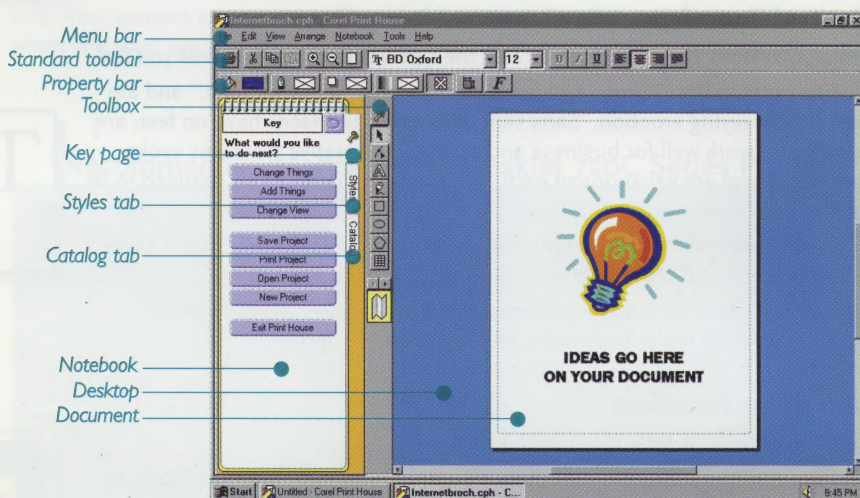 Internetbroch.cph - Corel Print House
Edit View Arrange Notebook Tools Help
BD Oxford 12 B I U
F
Menu bar
Standard toolbar
Property bar
Toolbox
Key page
Styles tab
Catalog tab
Notebook
Desktop
Document
Key
What would you like
to do next?
Change Things
Add Things
Change View
Save Project
Print Project
Open Project
New Project
Exit Print House
Styles
Catalog
IDEAS GO HERE
ON YOUR DOCUMENT
Start Untitled - Corel Print House Internetbroch.cph - C... 8:45 PM